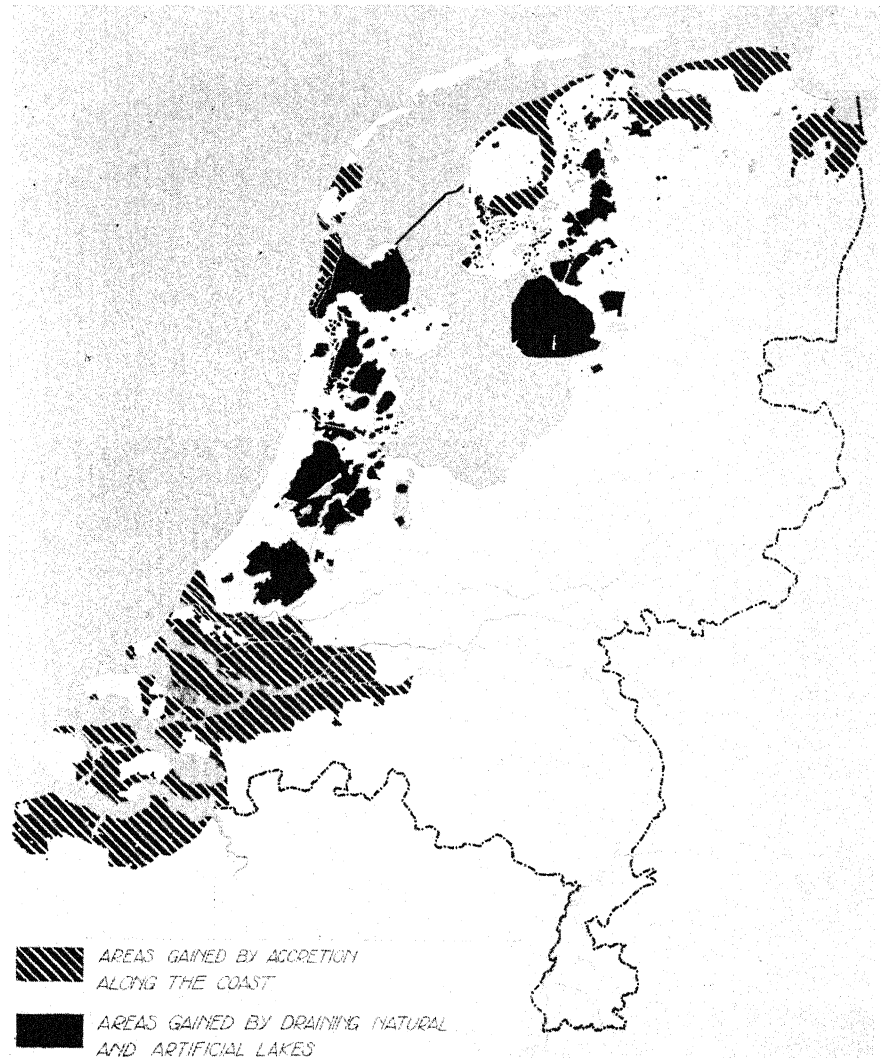 AREAS GAINED BY ACCRETION
ALONG THE COAST
AREAS GAINED BY DRAINING NATURAL
AND ARTIFICIAL LAKES